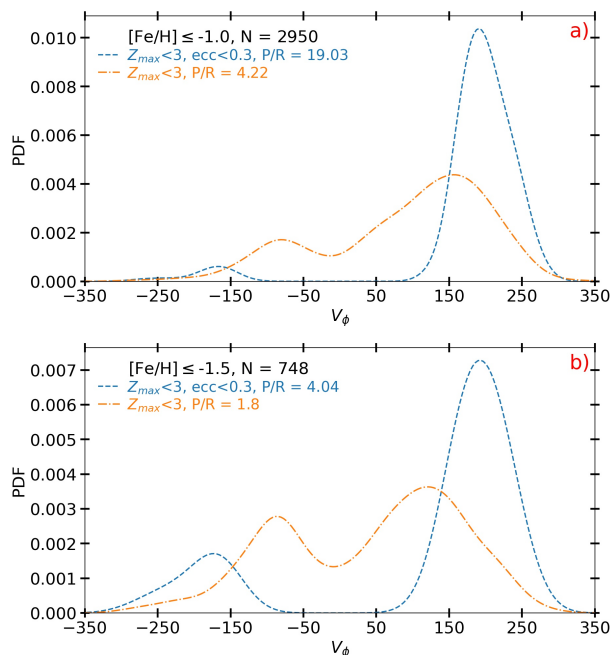 a)
[Fe/H] ≤ -1.0, N = 2950
Z_max<3, ecc<0.3, P/R = 19.03
Z_max<3, P/R = 4.22
0.010
0.008
0.006
0.004
0.002
0.000
PDF
−350 −250 −150 −50 50 150 250 350
V_ϕ
b)
[Fe/H] ≤ -1.5, N = 748
Z_max<3, ecc<0.3, P/R = 4.04
Z_max<3, P/R = 1.8
0.007
0.006
0.005
0.004
0.003
0.002
0.001
0.000
PDF
−350 −250 −150 −50 50 150 250 350
V_ϕ